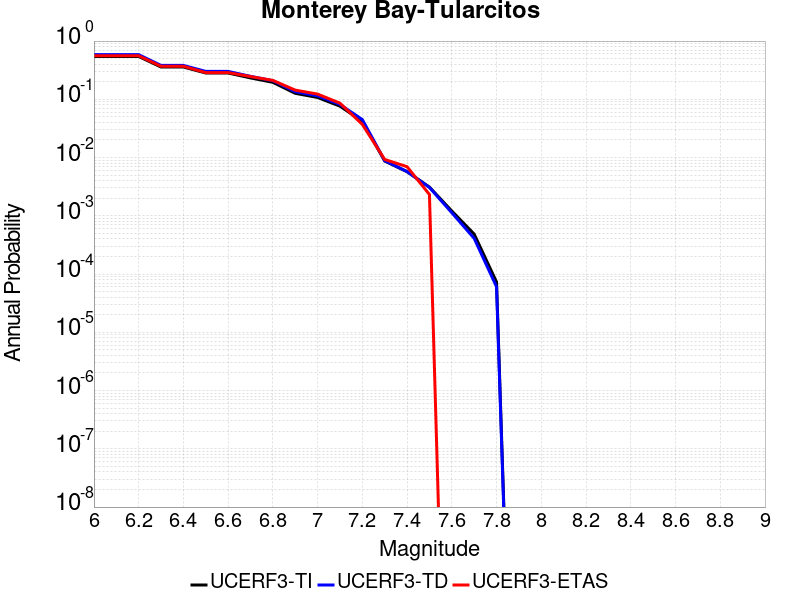 Monterey Bay-Tularcitos
10^0
10^-1
10^-2
10^-3
10^-4
10^-5
10^-6
10^-7
10^-8
Annual Probability
6 6.2 6.4 6.6 6.8 7 7.2 7.4 7.6 7.8 8 8.2 8.4 8.6 8.8 9
Magnitude
UCERF3-TI UCERF3-TD UCERF3-ETAS